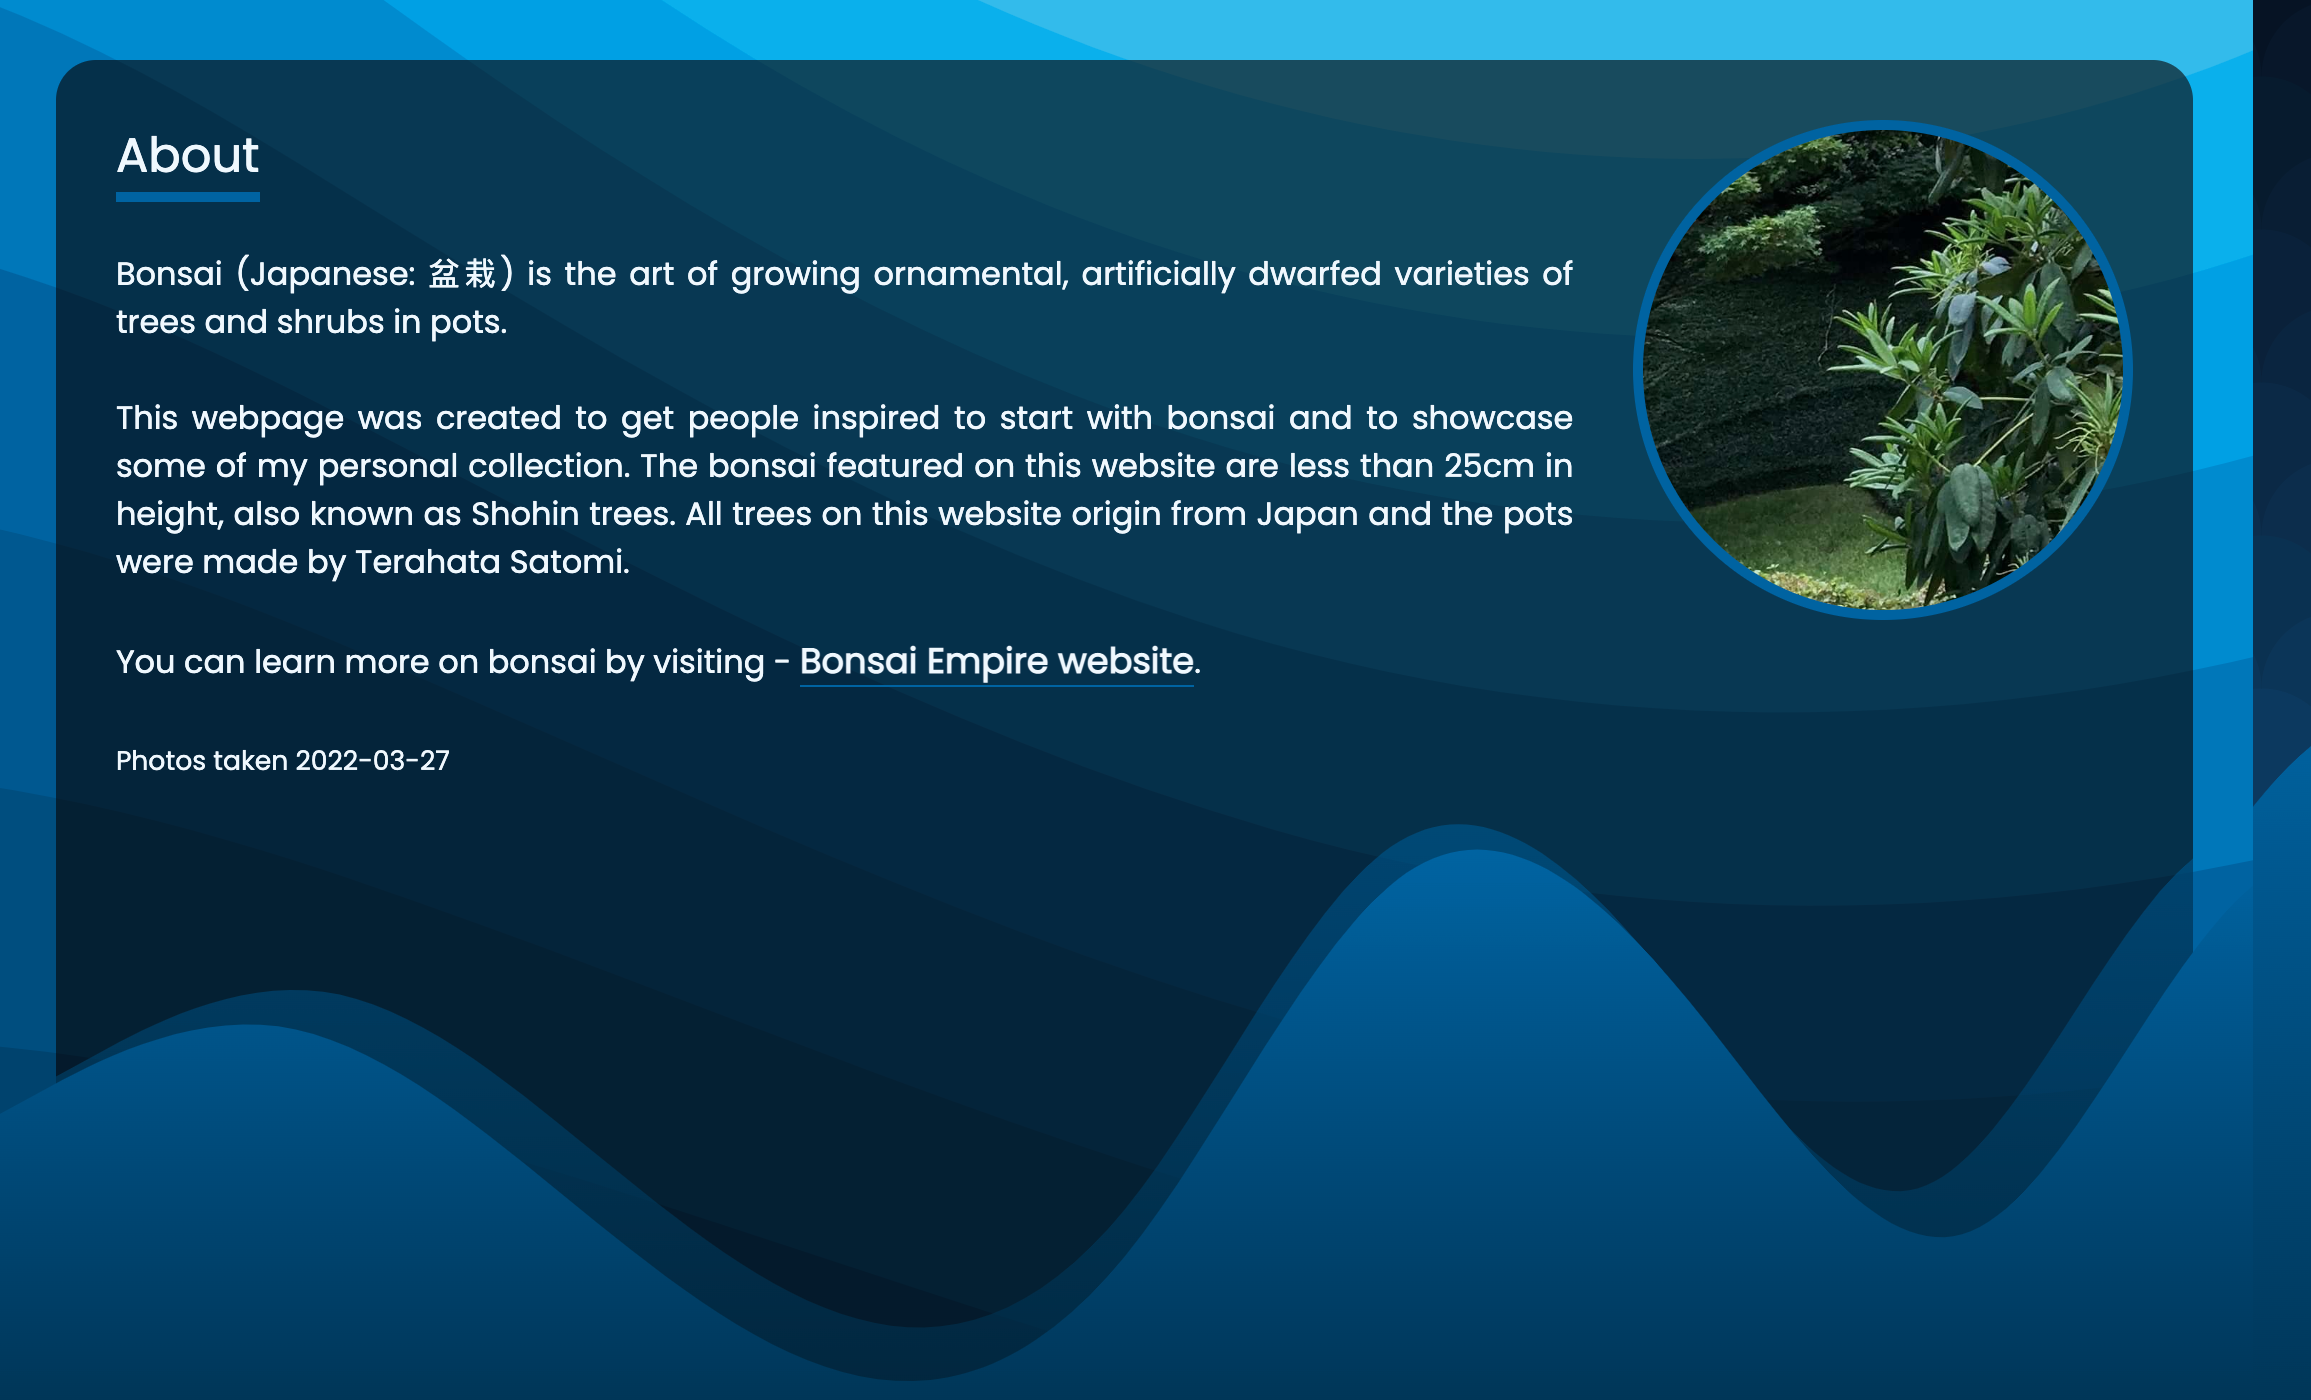 About
Bonsai (Japanese: 盆栽) is the art of growing ornamental, artificially dwarfed varieties of
trees and shrubs in pots.
This webpage was created to get people inspired to start with bonsai and to showcase
some of my personal collection. The bonsai featured on this website are less than 25cm in
height, also known as Shohin trees. All trees on this website origin from Japan and the pots
were made by Terahata Satomi.
You can learn more on bonsai by visiting - Bonsai Empire website.
Photos taken 2022-03-27